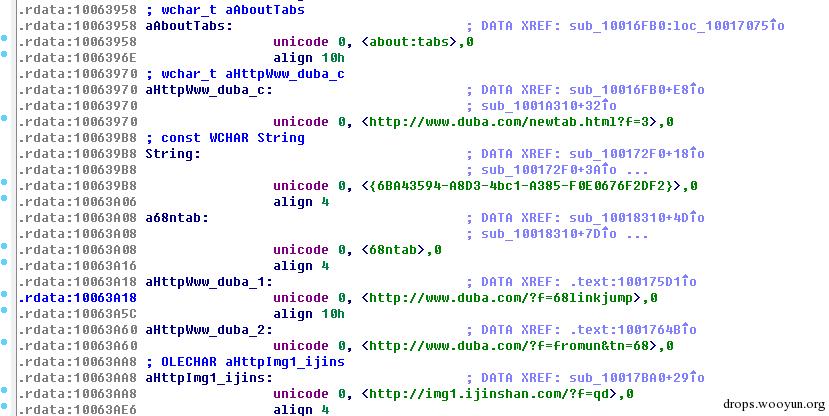 .rdata:10063958 ; wchar_t aAboutTabs
.rdata:10063958 aAboutTabs: ; DATA XREF: sub_10016FB0:loc_10017075↑o
.rdata:10063958 unicode 0, <about:tabs>,0
.rdata:1006396E align 10h
.rdata:10063970 ; wchar_t aHttpWww_duba_c
.rdata:10063970 aHttpWww_duba_c: ; DATA XREF: sub_10016FB0+E8↑o
.rdata:10063970 ; sub_1001A310+32↑o
.rdata:10063970 unicode 0, <http://www.duba.com/newtab.html?f=3>,0
.rdata:100639B8 ; const WCHAR String
.rdata:100639B8 String: ; DATA XREF: sub_100172F0+18↑o
.rdata:100639B8 ; sub_100172F0+3A↑o ...
.rdata:100639B8 unicode 0, <{6BA43594-A8D3-4bc1-A385-F0E0676F2DF2}>,0
.rdata:10063A06 align 4
.rdata:10063A08 a68ntab: ; DATA XREF: sub_10018310+4D↑o
.rdata:10063A08 ; sub_10018310+7D↑o ...
.rdata:10063A08 unicode 0, <68ntab>,0
.rdata:10063A16 align 4
.rdata:10063A18 aHttpWww_duba_1: ; DATA XREF: .text:100175D1↑o
.rdata:10063A18 unicode 0, <http://www.duba.com/?f=68linkjump>,0
.rdata:10063A5C align 10h
.rdata:10063A60 aHttpWww_duba_2: ; DATA XREF: .text:1001764B↑o
.rdata:10063A60 unicode 0, <http://www.duba.com/?f=fromun&tn=68>,0
.rdata:10063AA8 ; OLECHAR aHttpImg1_ijins
.rdata:10063AA8 aHttpImg1_ijins: ; DATA XREF: sub_10017BA0+29↑o
.rdata:10063AA8 unicode 0, <http://img1.ijinshan.com/?f=qd>,0
.rdata:10063AE6 align 4
drops.wooyun.org